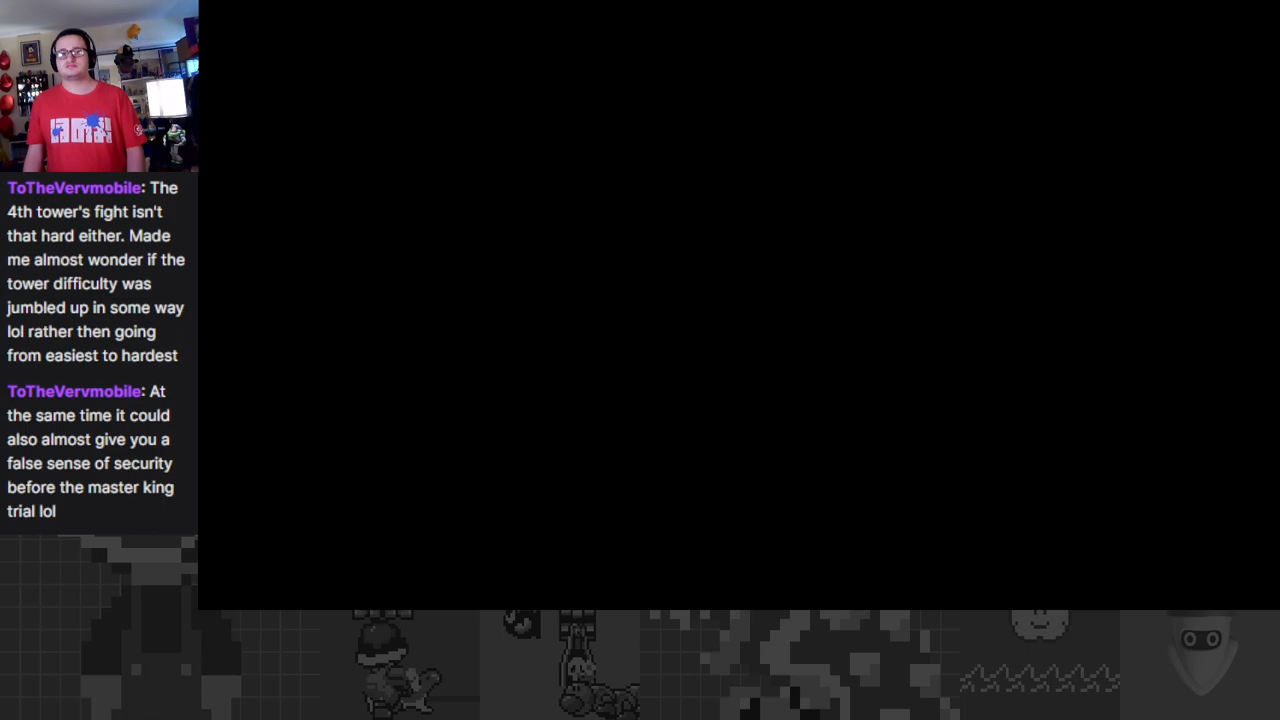 ToTheVervmobile: The
4th tower's fight isn't
that hard either. Made
me almost wonder if the
tower difficulty was
jumbled up in some way
lol rather then going
from easiest to hardest
ToTheVervmobile: At
the same time it could
also almost give you a
false sense of security
before the master king
trial lol